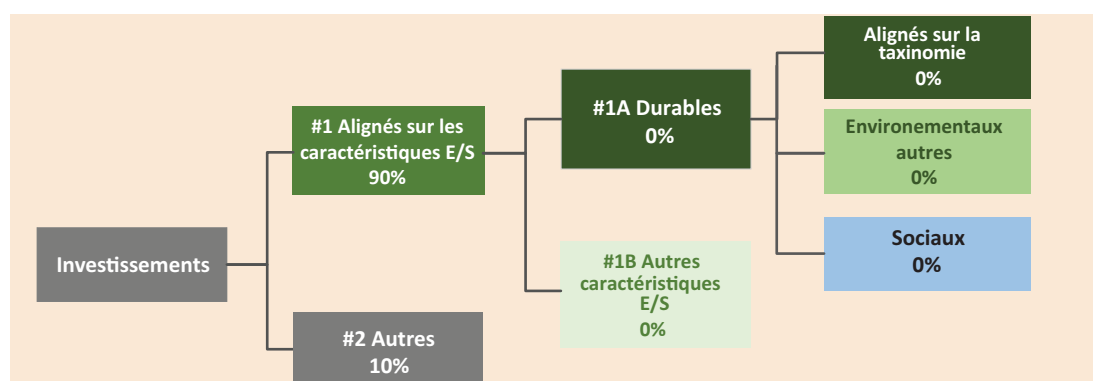 Investissements
#1 Alignés sur les
caractéristiques E/S
90%
#2 Autres
10%
#1A Durables
0%
#1B Autres
caractéristiques
E/S
0%
Alignés sur la
taxinomie
0%
Environementaux
autres
0%
Sociaux
0%